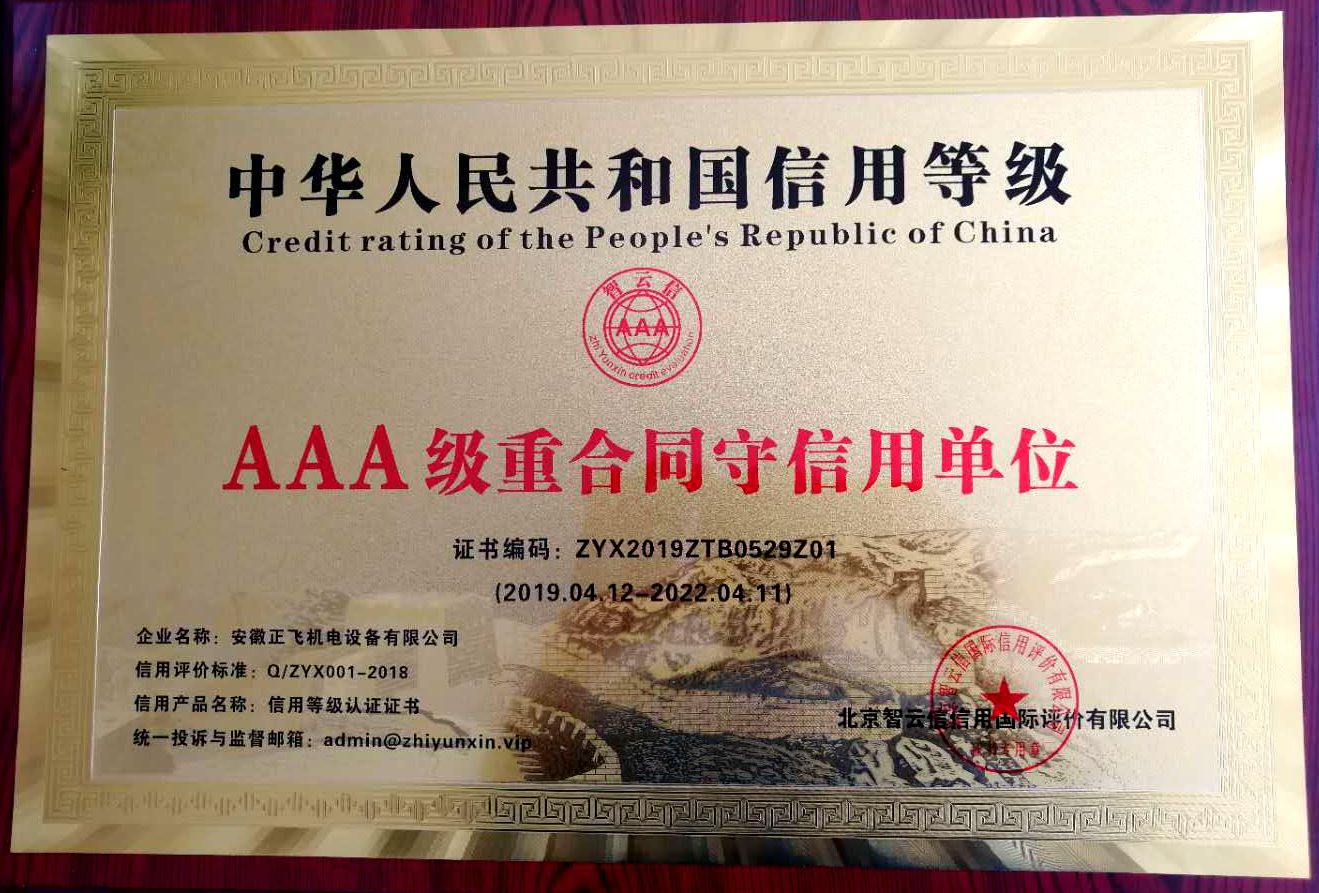 中华人民共和国信用等级
Credit rating of the People's Republic of China
智云信
AAA
Zhi Yunxin credit evaluation
AAA级重合同守信用单位
证书编码：ZYX2019ZTB0529Z01
(2019.04.12-2022.04.11)
企业名称：安徽正飞机电设备有限公司
信用评价标准：Q/ZYX001-2018
信用产品名称：信用等级认证证书
统一投诉与监督邮箱：admin@zhiyunxin.vip
北京智云信信用国际评价有限公司